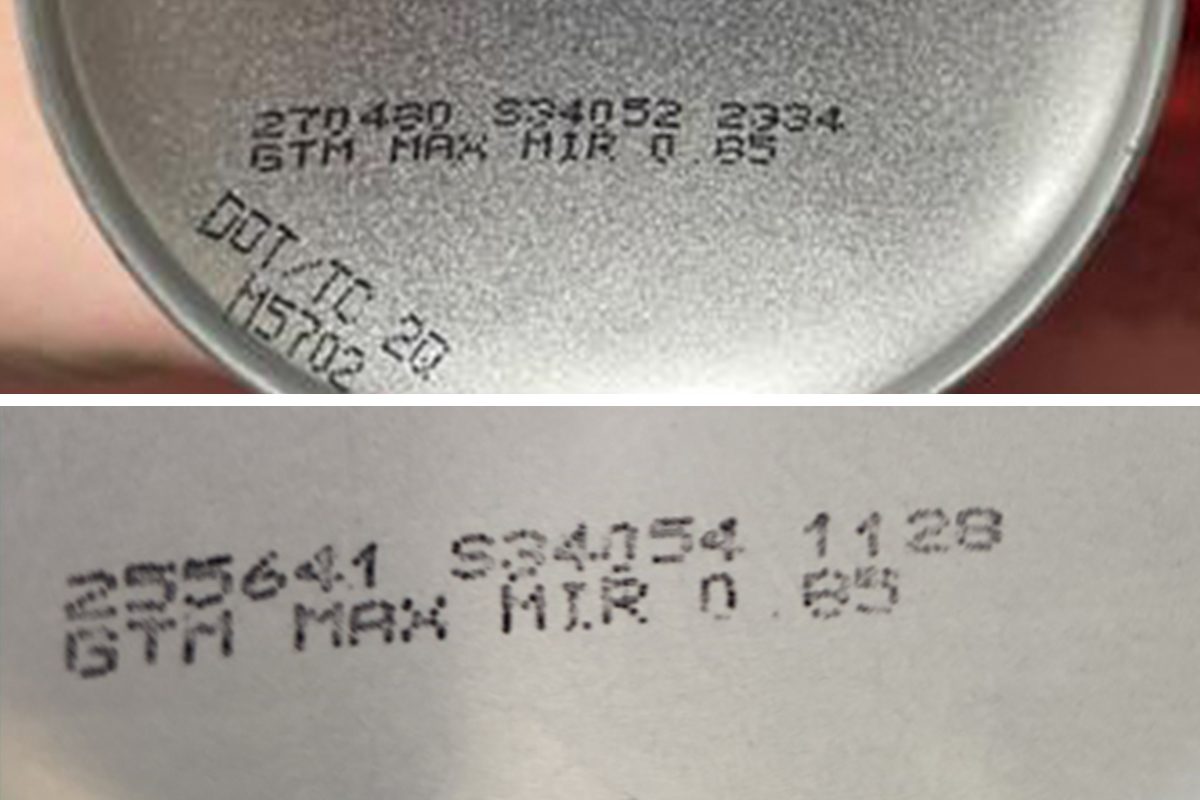 270480 S34052 2334
GTM MAX MIR 0.85
DOT/TC 2Q
M5702
255641 S34054 1128
GTM MAX MIR 0.85